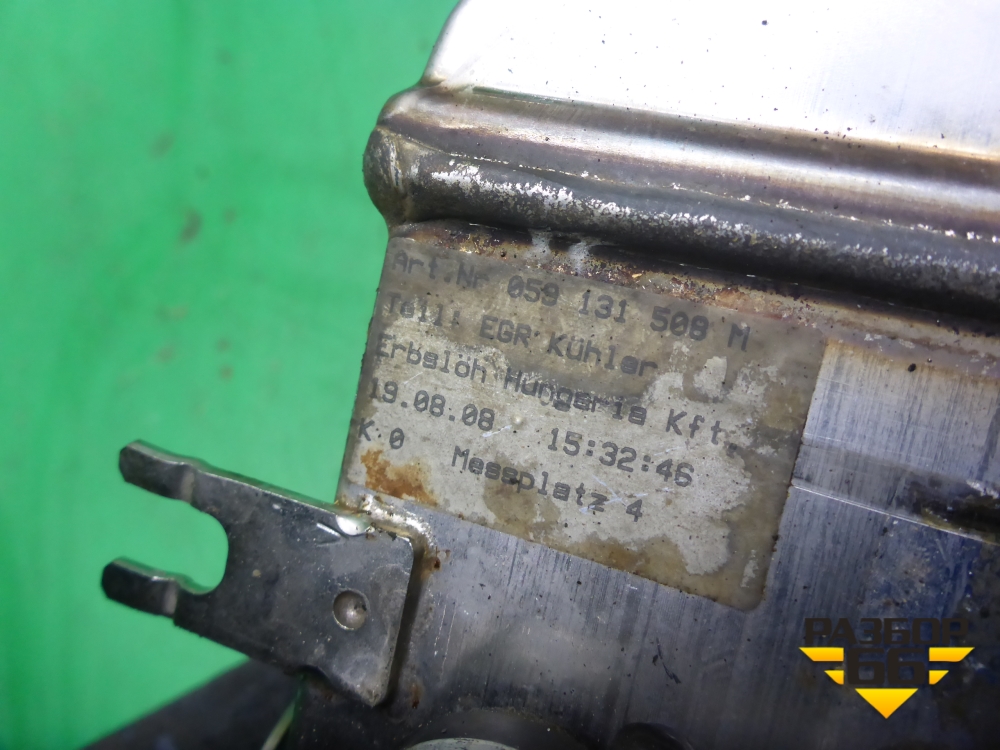 Art.Nr 059 131 508 M
Teil: EGR Kühler
Erbslöh Hungaria Kft.
19.08.08 15:32:46
K 0 Messplatz 4
РАЗБОР
66